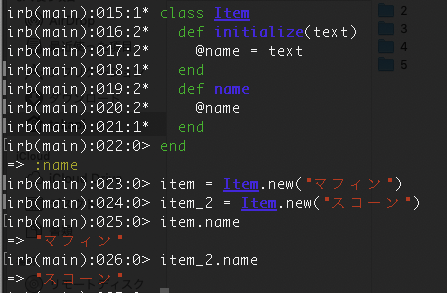 irb(main):015:1* class Item
irb(main):016:2*   def initialize(text)
irb(main):017:2*     @name = text
irb(main):018:1*   end
irb(main):019:2*   def name
irb(main):020:2*     @name
irb(main):021:1*   end
irb(main):022:0> end
=> :name
irb(main):023:0> item = Item.new("マフィン")
irb(main):024:0> item_2 = Item.new("スコーン")
irb(main):025:0> item.name
=> "マフィン"
irb(main):026:0> item_2.name
=> "スコーン"
2
3
4
5